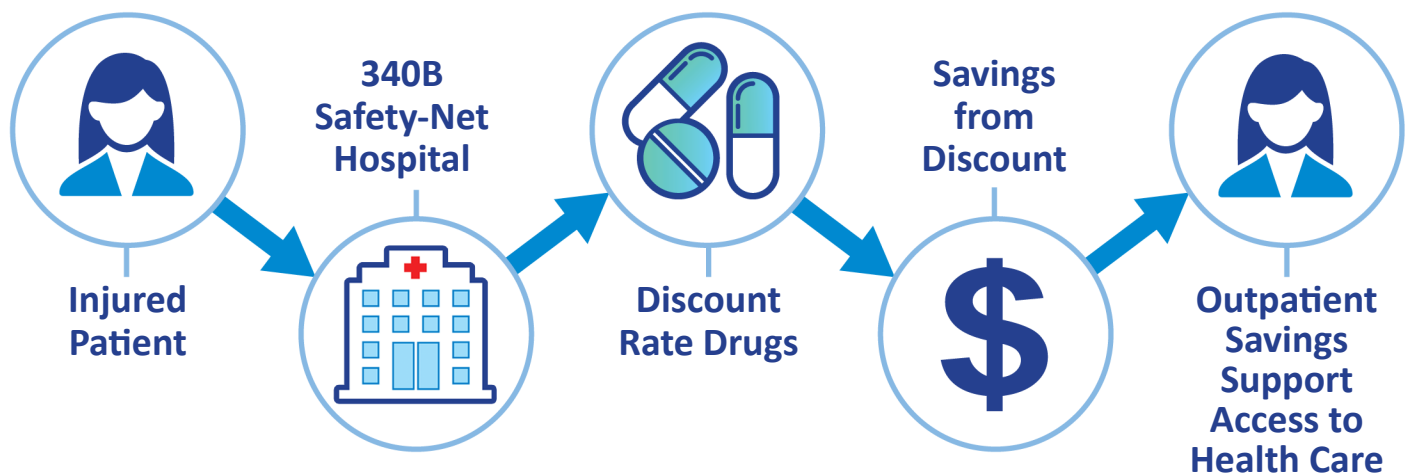 Injured
Patient
340B
Safety-Net
Hospital
Discount
Rate Drugs
Savings
from
Discount
$
Outpatient
Savings
Support
Access to
Health Care